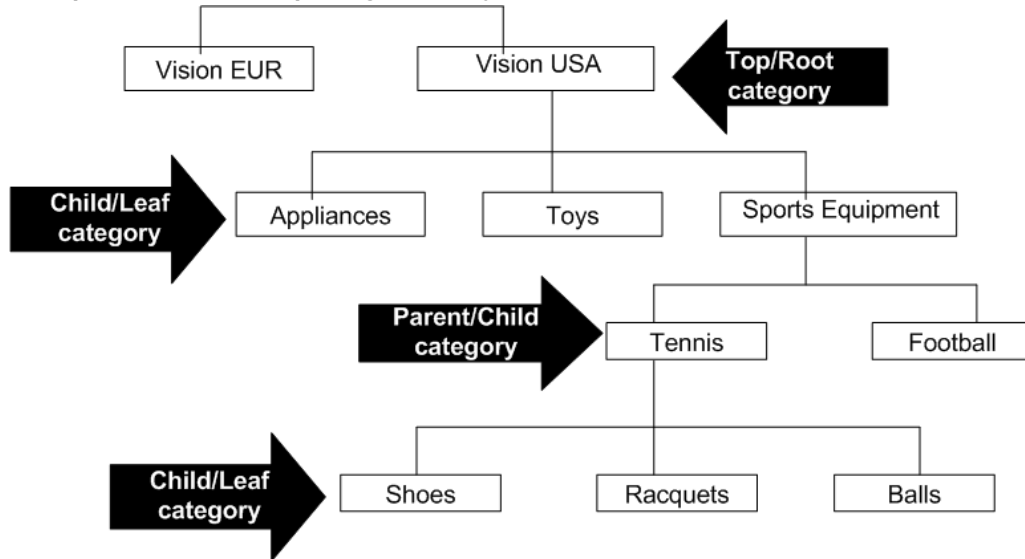 Vision EUR
Vision USA
Top/Root
category
Child/Leaf
category
Appliances
Toys
Sports Equipment
Parent/Child
category
Tennis
Football
Child/Leaf
category
Shoes
Racquets
Balls